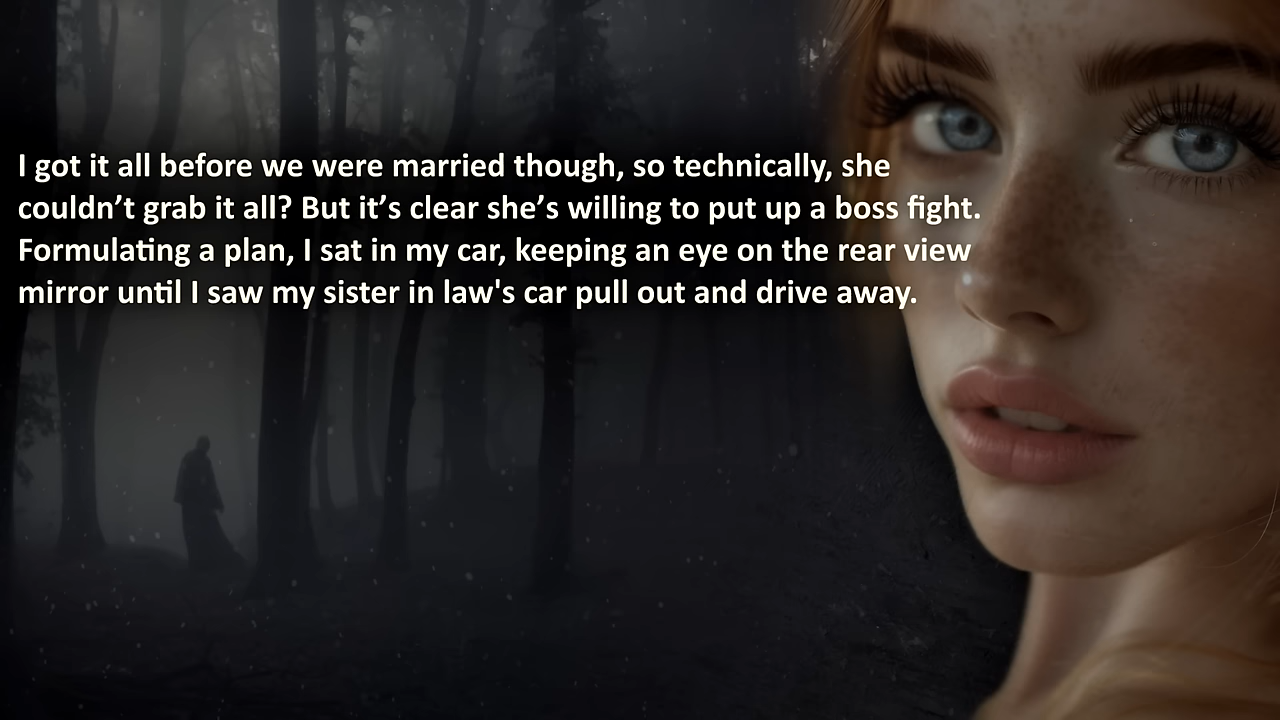 I got it all before we were married though, so technically, she
couldn’t grab it all? But it’s clear she’s willing to put up a boss fight.
Formulating a plan, I sat in my car, keeping an eye on the rear view
mirror until I saw my sister in law's car pull out and drive away.